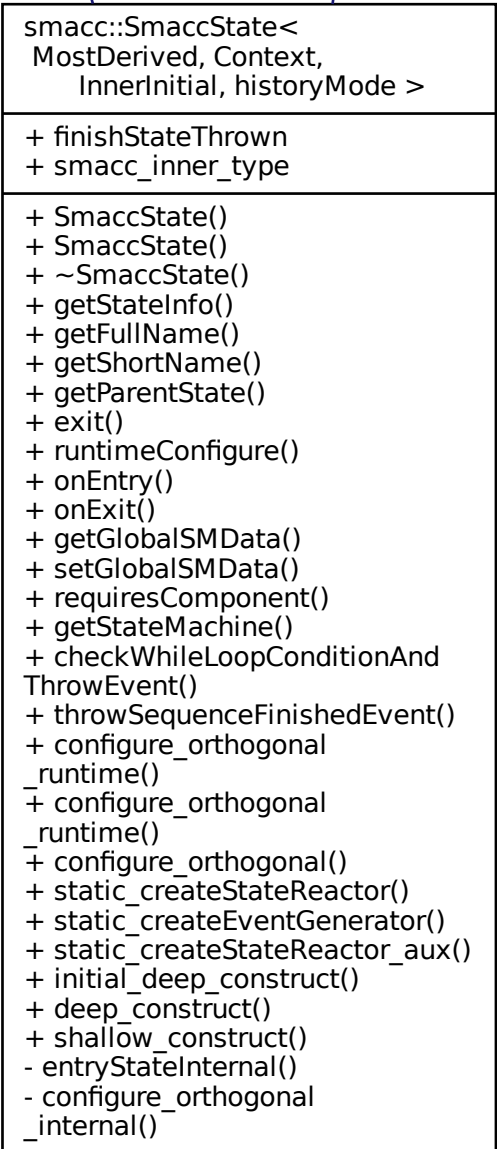 smacc::SmaccState<
MostDerived, Context,
InnerInitial, historyMode >
+ finishStateThrown
+ smacc_inner_type
+ SmaccState()
+ SmaccState()
+ ~SmaccState()
+ getStateInfo()
+ getFullName()
+ getShortName()
+ getParentState()
+ exit()
+ runtimeConfigure()
+ onEntry()
+ onExit()
+ getGlobalSMData()
+ setGlobalSMData()
+ requiresComponent()
+ getStateMachine()
+ checkWhileLoopConditionAnd
ThrowEvent()
+ throwSequenceFinishedEvent()
+ configure_orthogonal
_runtime()
+ configure_orthogonal
_runtime()
+ configure_orthogonal()
+ static_createStateReactor()
+ static_createEventGenerator()
+ static_createStateReactor_aux()
+ initial_deep_construct()
+ deep_construct()
+ shallow_construct()
- entryStateInternal()
- configure_orthogonal
_internal()